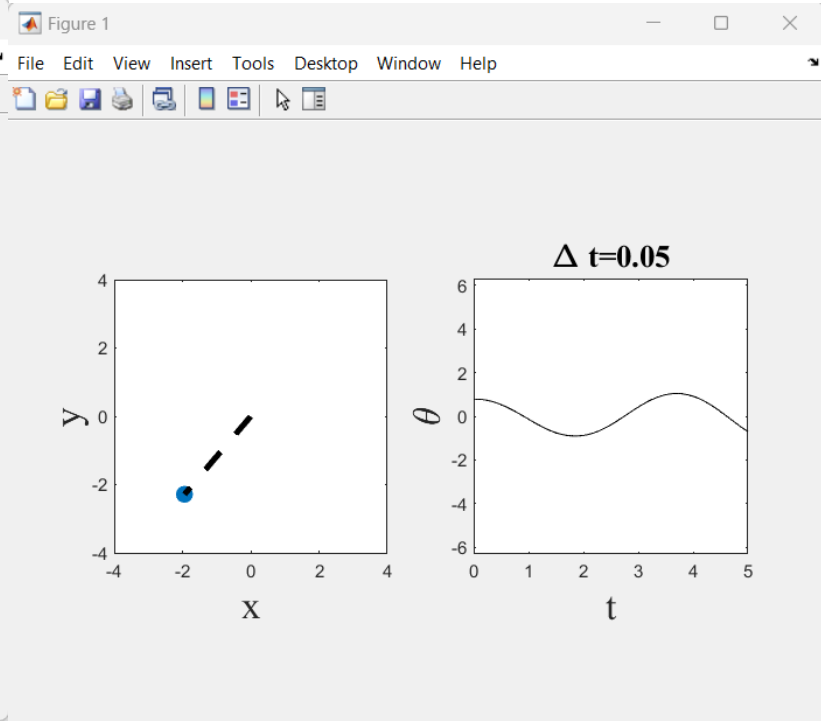 Figure 1
File Edit View Insert Tools Desktop Window Help
Δ t=0.05
4
2
0
-2
-4
y
-4 -2 0 2 4
x
6
4
2
0
-2
-4
-6
θ
0 1 2 3 4 5
t